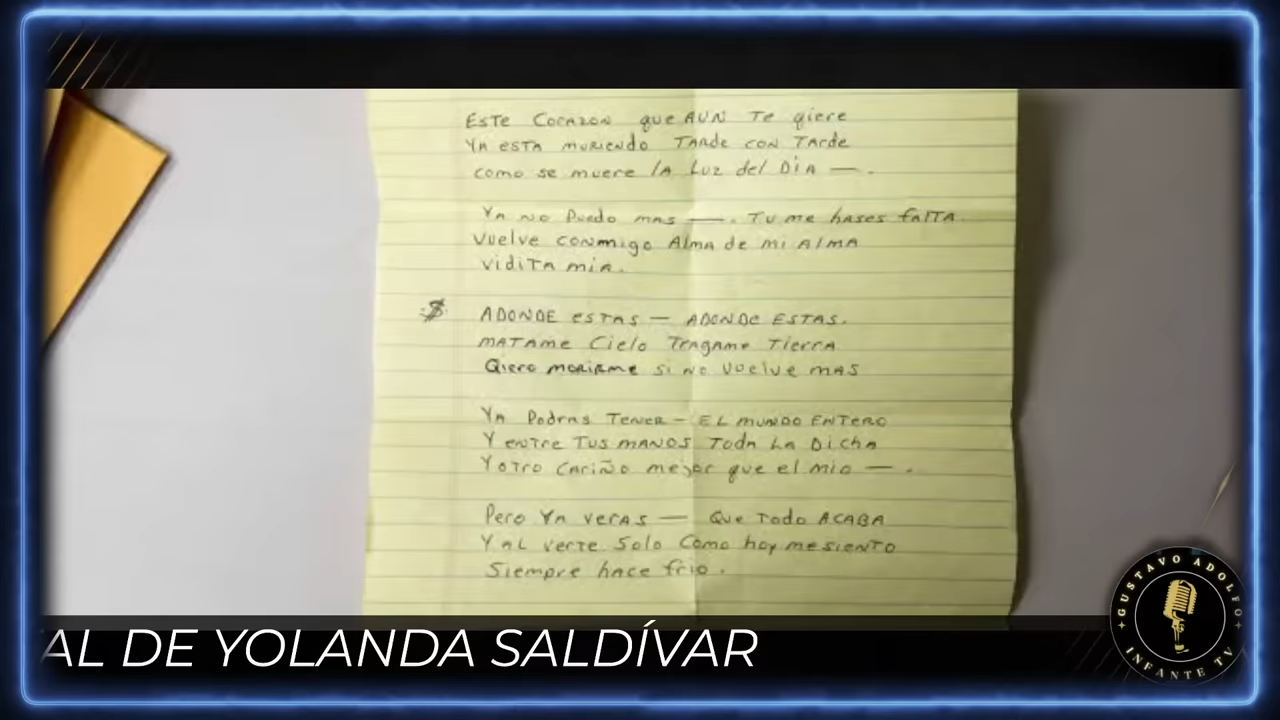 Este Corazon que AUN Te qiere
YA ESTA muriendo TArde con TArde
como se muere lA Luz del DiA — .
YA no Puedo mas — . Tu me hases fAlTA.
Vuelve conmigo Alma de mi AlmA
vidiTA miA.
ADONDE esTAS — ADONDe ESTAS.
MATAme Cielo Tragame TierrA
Qiero morirme si no Vuelve mAS
YA Podras Tener — EL mundo ENTero
Y enTre Tus mANOS TodA LA DichA
Y oTro CAriño mejor que el mio — .
Pero YA verAS — Que Todo ACABA
Y AL verte Solo Como hoy me sienTo
Siempre hace frio .
AL DE YOLANDA SALDÍVAR
GUSTAVO ADOLFO
INFANTE TV